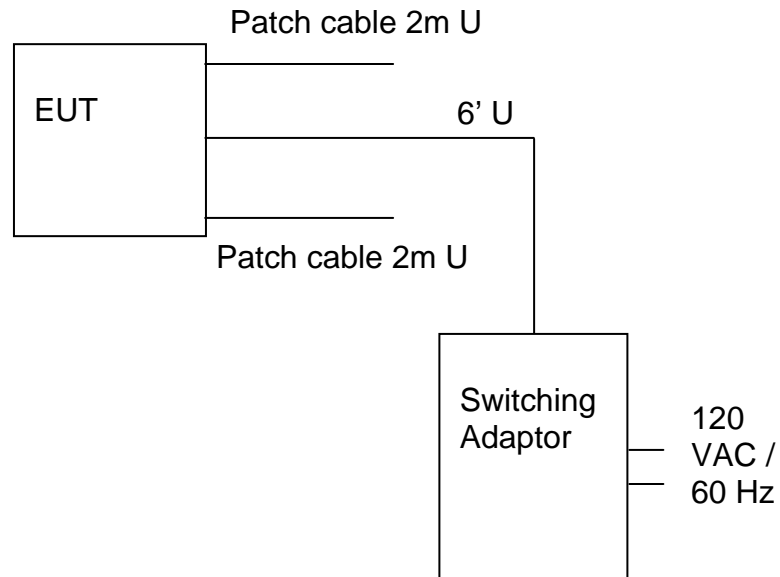 Patch cable 2m U
EUT
6’ U
Patch cable 2m U
Switching
Adaptor
120
VAC /
60 Hz